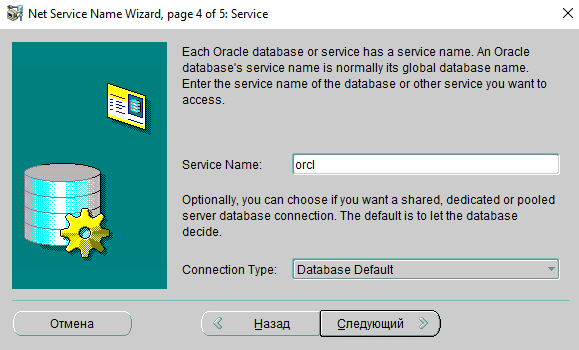 Net Service Name Wizard, page 4 of 5: Service
Each Oracle database or service has a service name. An Oracle
database's service name is normally its global database name.
Enter the service name of the database or other service you want to
access.
Service Name:
orcl
Optionally, you can choose if you want a shared, dedicated or pooled
server database connection. The default is to let the database
decide.
Connection Type:
Database Default
Отмена
Назад
Следующий